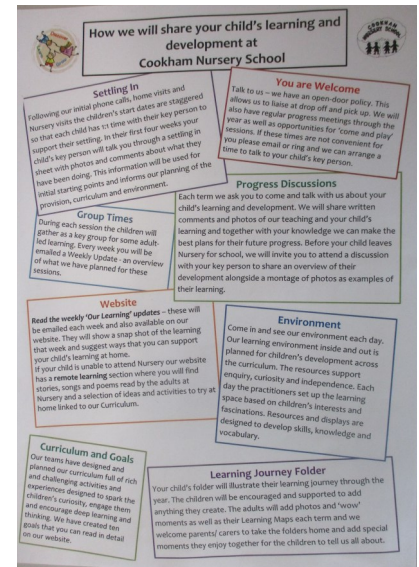 How we will share your child's learning and
development at
Cookham Nursery School
COOKHAM
Settling In
Following our initial phone calls, home visits and
Nursery visits the children's start dates are staggered
so that each child has 1:1 time with their key person to
support their settling. In their first four weeks your
child's key person will talk you through a settling in
sheet with photos and comments about what they
have been doing. This information will be used for
initial starting points and informs our planning of the
provision, curriculum and environment.
You are Welcome
Talk to us – we have an open-door policy. This
allows us to liaise at drop off and pick up. We will
also have regular progress meetings through the
year as well as opportunities for 'come and play'
sessions. If these times are not convenient for
you please email or ring and we can arrange a
time to talk to your child's key person.
Group Times
During each session the children will
gather as a key group for some adult-
led learning. Every week you will be
emailed a Weekly Update - an overview
of what we have planned for these
sessions.
Progress Discussions
Each term we ask you to come and talk with us about your
child's learning and development. We will share written
comments and photos of our teaching and your child's
learning and together with your knowledge we can make the
best plans for their future progress. Before your child leaves
Nursery for school, we will invite you to attend a discussion
with your key person to share an overview of their
development alongside a montage of photos as examples of
their learning.
Website
Read the weekly 'Our Learning' updates – these will
be emailed each week and also available on our
website. They will show a snap shot of the learning
that week and suggest ways that you can support
your child's learning at home.
If your child is unable to attend Nursery our website
has a remote learning section where you will find
stories, songs and poems read by the adults at
Nursery and a selection of ideas and activities to try at
home linked to our Curriculum.
Environment
Come in and see our environment each day.
Our learning environment inside and out is
planned for children's development across
the curriculum. The resources support
enquiry, curiosity and independence. Each
day the practitioners set up the learning
space based on children's interests and
fascinations. Resources and displays are
designed to develop skills, knowledge and
vocabulary.
Curriculum and Goals
Our teams have designed and
planned our curriculum full of rich
and challenging activities and
experiences designed to spark the
children's curiosity, engage them
and encourage deep learning and
thinking. We have created ten
goals that you can read in detail
on our website.
Learning Journey Folder
Your child's folder will illustrate their learning journey through the
year. The children will be encouraged and supported to add
anything they create. The adults will add photos and 'wow'
moments as well as their Learning Maps each term and we
welcome parents/ carers to take the folders home and add special
moments they enjoy together for the children to tell us all about.